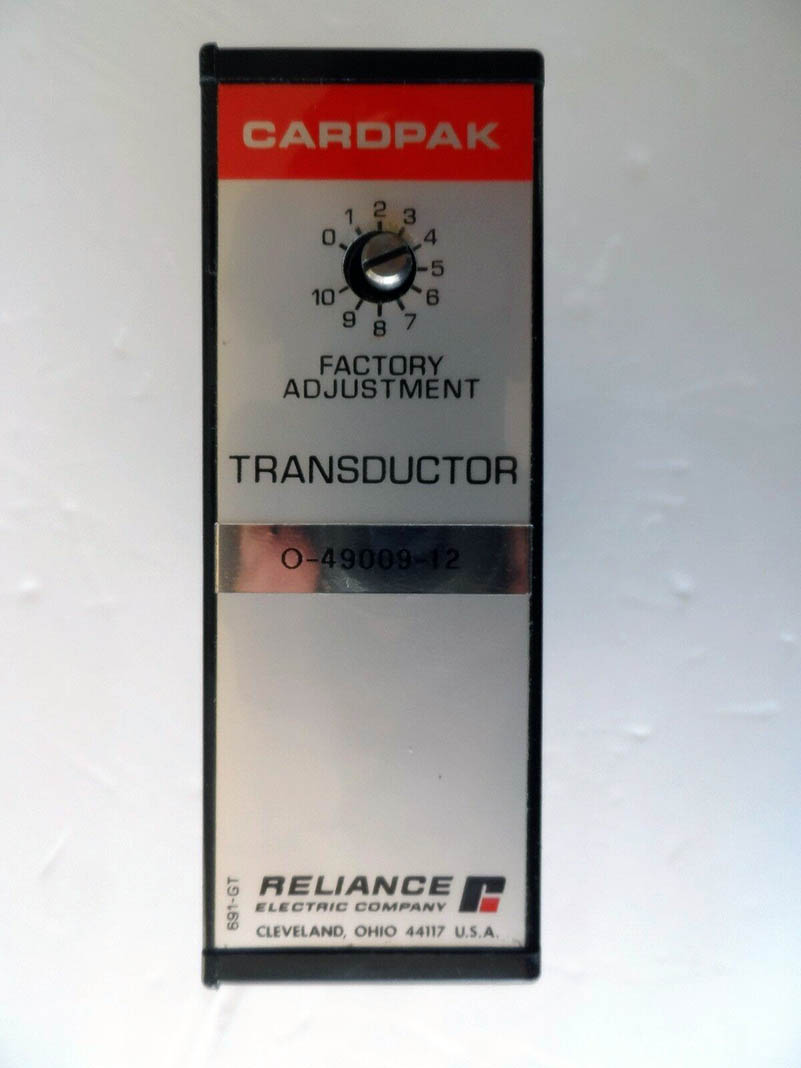 CARDPAK
0 1 2 3 4 5 6 7 8 9 10
FACTORY
ADJUSTMENT
TRANSDUCTOR
O-49009-12
691-GT
RELIANCE
ELECTRIC COMPANY
CLEVELAND, OHIO 44117 U.S.A.